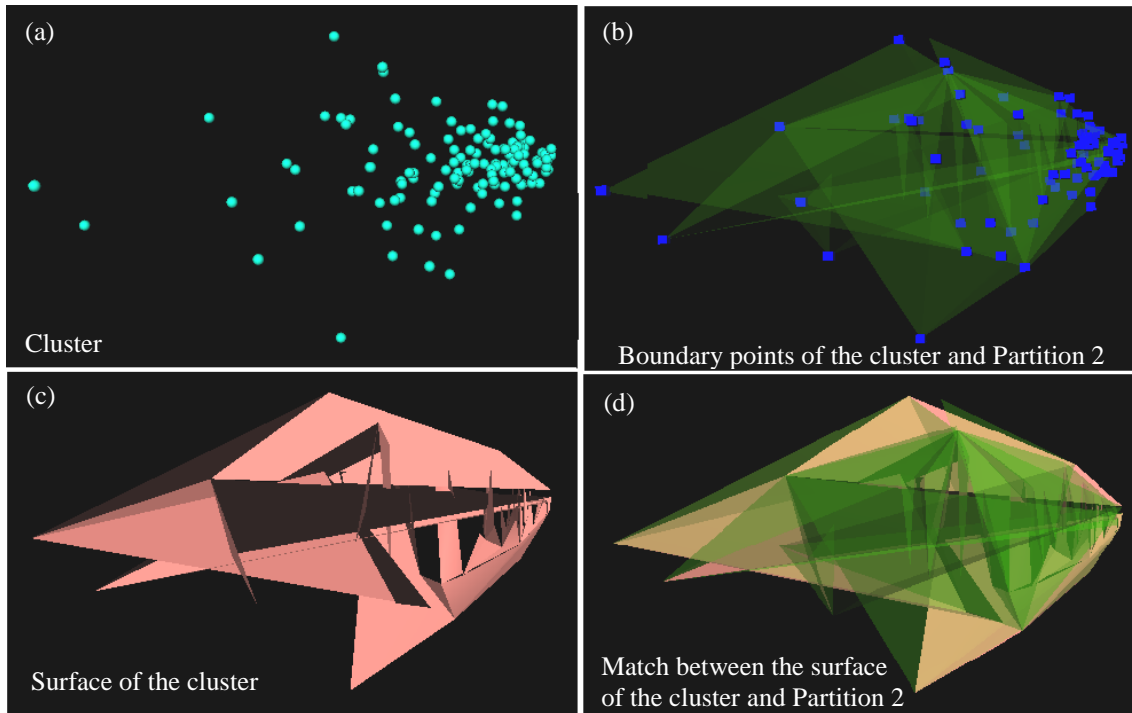 (a)
Cluster
(b)
Boundary points of the cluster and Partition 2
(c)
Surface of the cluster
(d)
Match between the surface
of the cluster and Partition 2